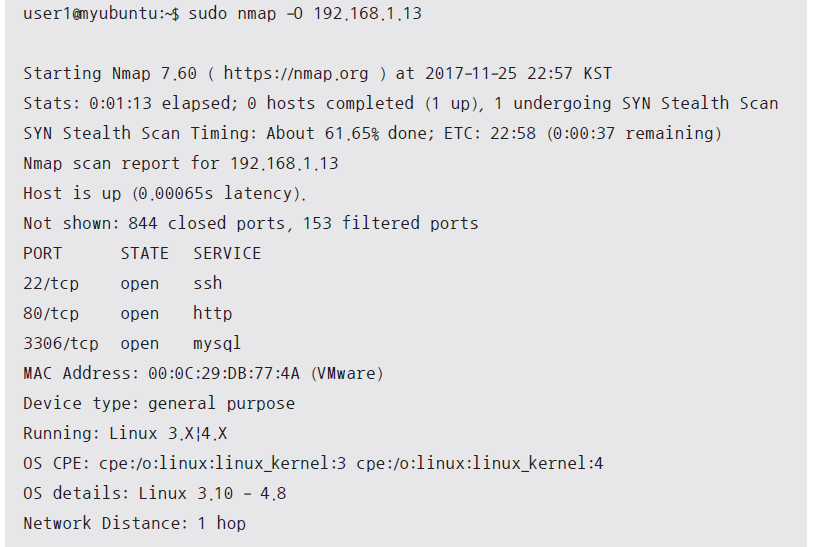 user1@myubuntu:~$ sudo nmap -O 192.168.1.13
Starting Nmap 7.60 ( https://nmap.org ) at 2017-11-25 22:57 KST
Stats: 0:01:13 elapsed; 0 hosts completed (1 up), 1 undergoing SYN Stealth Scan
SYN Stealth Scan Timing: About 61.65% done; ETC: 22:58 (0:00:37 remaining)
Nmap scan report for 192.168.1.13
Host is up (0.00065s latency).
Not shown: 844 closed ports, 153 filtered ports
PORT STATE SERVICE
22/tcp open ssh
80/tcp open http
3306/tcp open mysql
MAC Address: 00:0C:29:DB:77:4A (VMware)
Device type: general purpose
Running: Linux 3.X|4.X
OS CPE: cpe:/o:linux:linux_kernel:3 cpe:/o:linux:linux_kernel:4
OS details: Linux 3.10 - 4.8
Network Distance: 1 hop